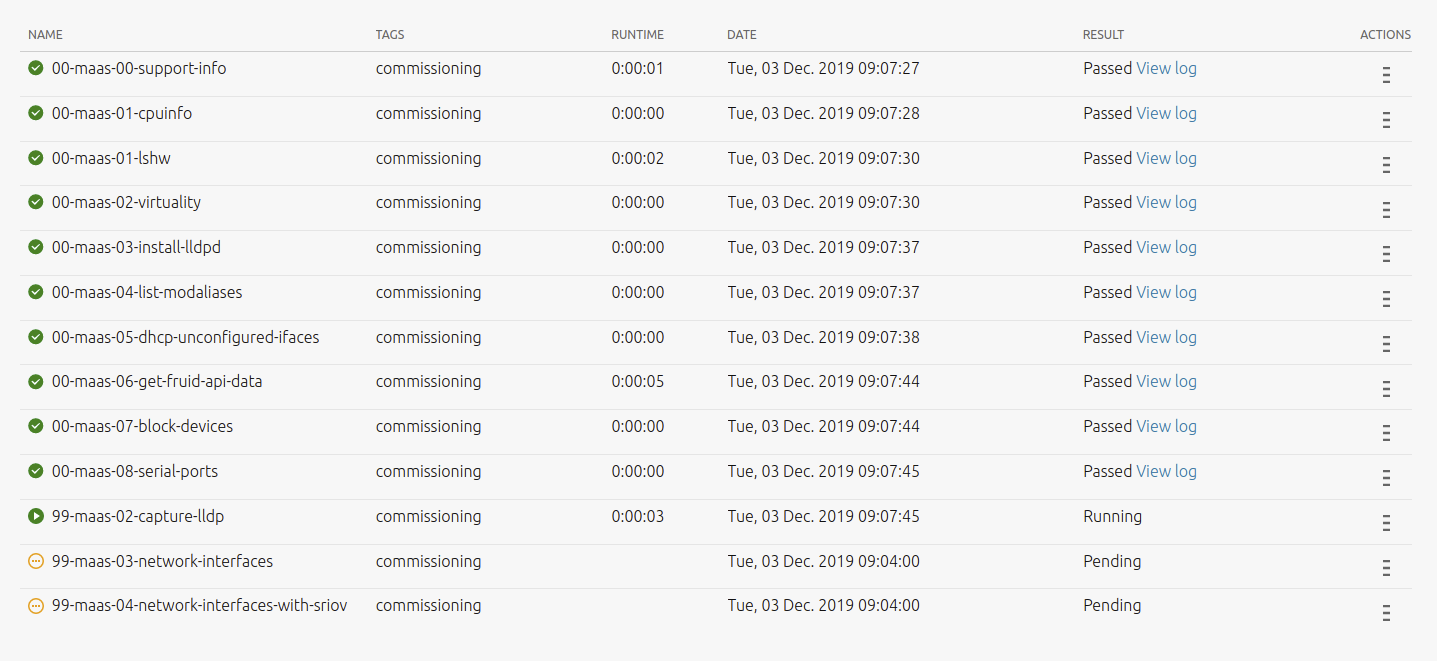 NAME TAGS RUNTIME DATE RESULT ACTIONS
00-maas-00-support-info commissioning 0:00:01 Tue, 03 Dec. 2019 09:07:27 Passed View log
00-maas-01-cpuinfo commissioning 0:00:00 Tue, 03 Dec. 2019 09:07:28 Passed View log
00-maas-01-lshw commissioning 0:00:02 Tue, 03 Dec. 2019 09:07:30 Passed View log
00-maas-02-virtuality commissioning 0:00:00 Tue, 03 Dec. 2019 09:07:30 Passed View log
00-maas-03-install-lldpd commissioning 0:00:00 Tue, 03 Dec. 2019 09:07:37 Passed View log
00-maas-04-list-modaliases commissioning 0:00:00 Tue, 03 Dec. 2019 09:07:37 Passed View log
00-maas-05-dhcp-unconfigured-ifaces commissioning 0:00:00 Tue, 03 Dec. 2019 09:07:38 Passed View log
00-maas-06-get-fruid-api-data commissioning 0:00:05 Tue, 03 Dec. 2019 09:07:44 Passed View log
00-maas-07-block-devices commissioning 0:00:00 Tue, 03 Dec. 2019 09:07:44 Passed View log
00-maas-08-serial-ports commissioning 0:00:00 Tue, 03 Dec. 2019 09:07:45 Passed View log
99-maas-02-capture-lldp commissioning 0:00:03 Tue, 03 Dec. 2019 09:07:45 Running
99-maas-03-network-interfaces commissioning Tue, 03 Dec. 2019 09:04:00 Pending
99-maas-04-network-interfaces-with-sriov commissioning Tue, 03 Dec. 2019 09:04:00 Pending